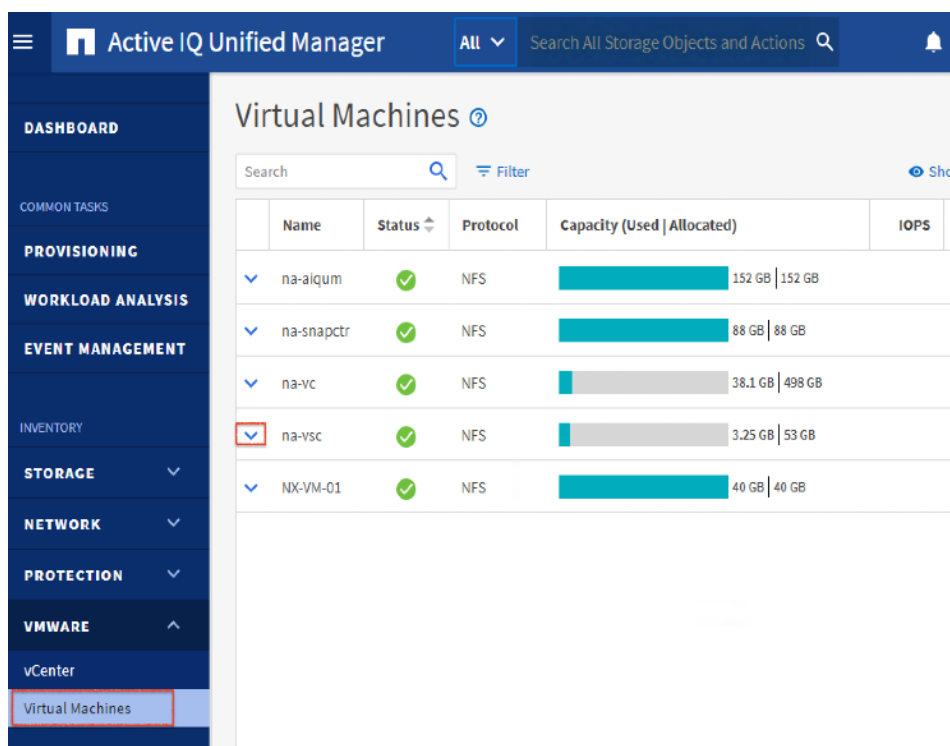 Active IQ Unified Manager All Search All Storage Objects and Actions
DASHBOARD
COMMON TASKS
PROVISIONING
WORKLOAD ANALYSIS
EVENT MANAGEMENT
INVENTORY
STORAGE
NETWORK
PROTECTION
VMWARE
vCenter
Virtual Machines
Virtual Machines
Search Filter Sho
Name Status Protocol Capacity (Used | Allocated) IOPS
na-aiqum NFS 152 GB | 152 GB
na-snapctr NFS 88 GB | 88 GB
na-vc NFS 38.1 GB | 498 GB
na-vsc NFS 3.25 GB | 53 GB
NX-VM-01 NFS 40 GB | 40 GB